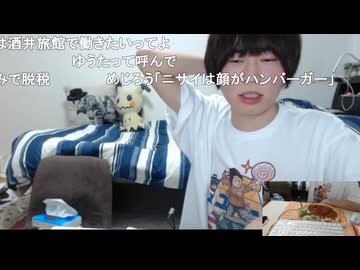 は酒井旅館で働きたいってよ
ゆうたって呼んで
みで脱税
めじろう「ニサイは顔がハンバーガー」